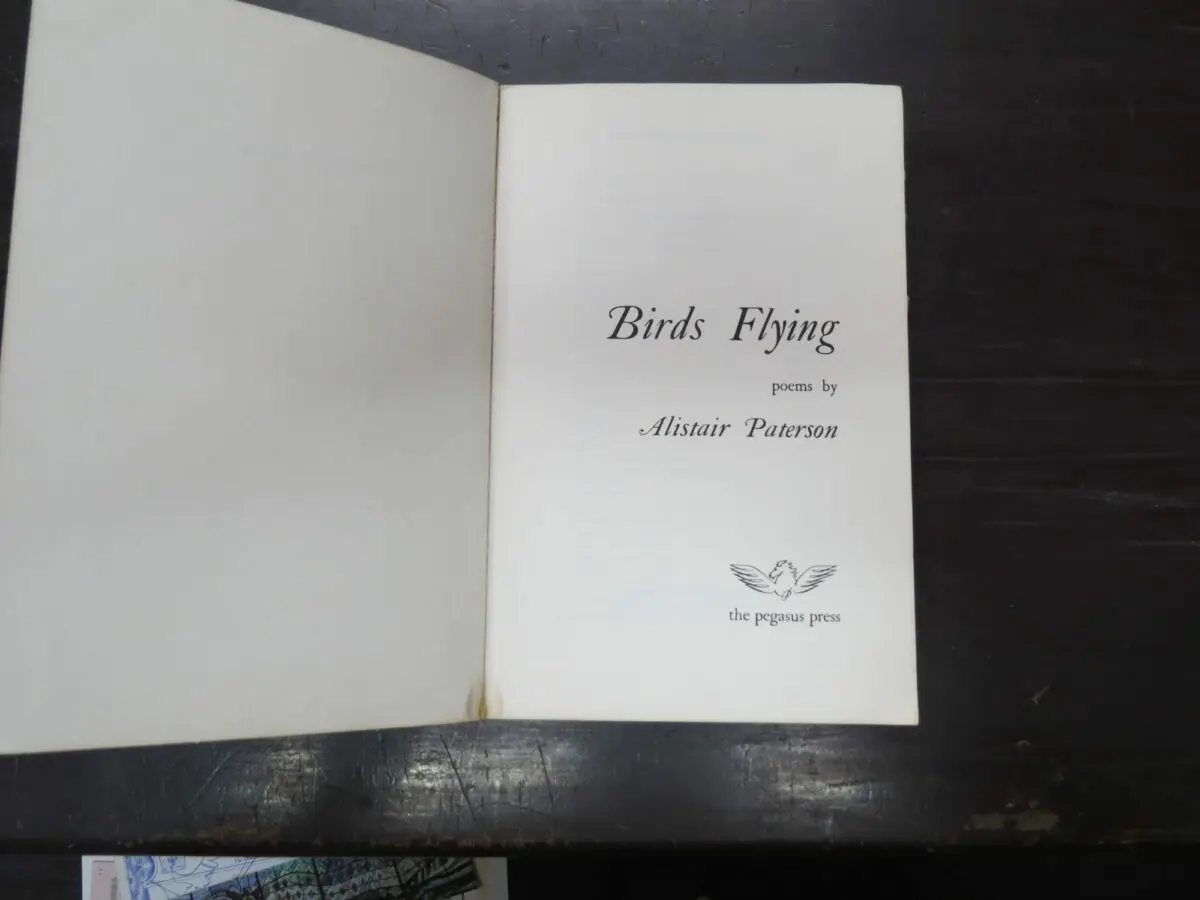 Birds Flying
poems by
Alistair Paterson
the pegasus press